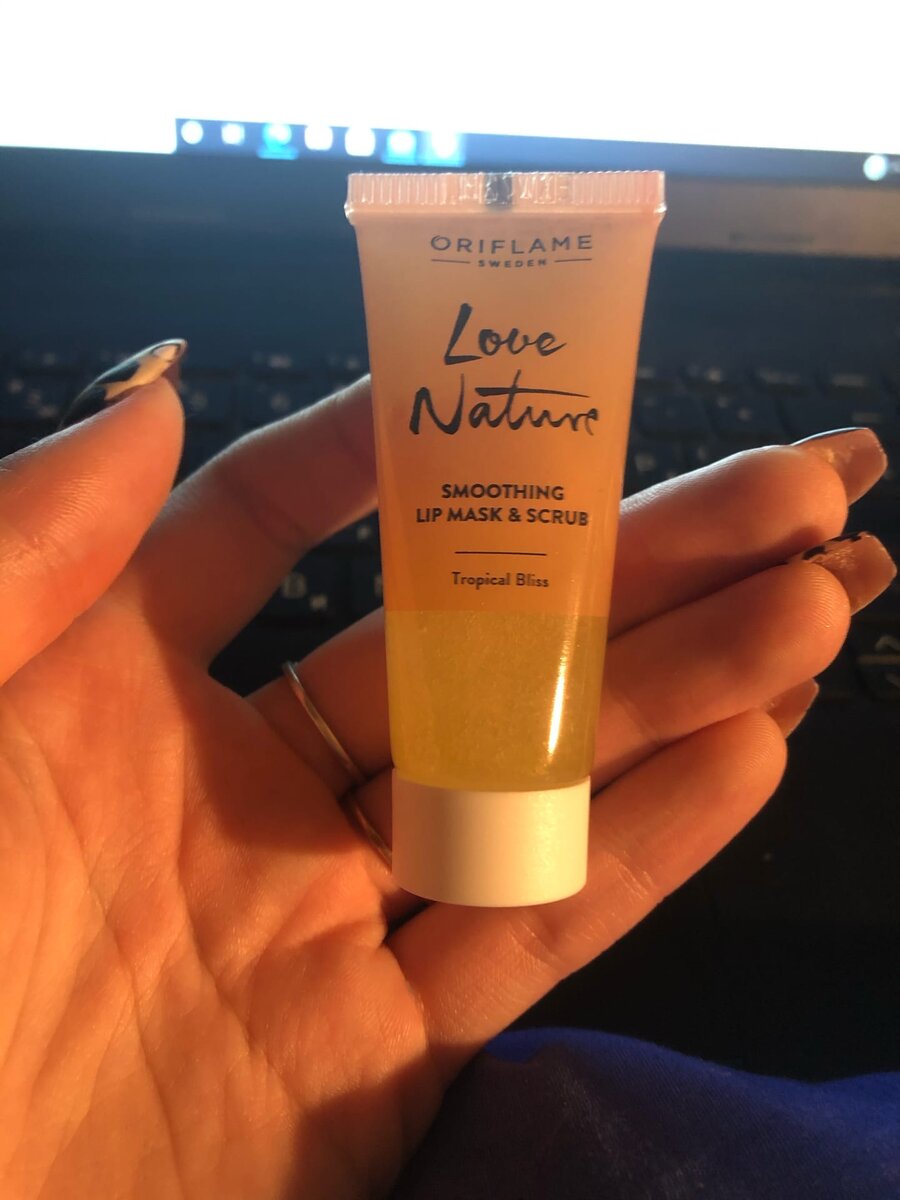 ORIFLAME
SWEDEN
Love
Nature
SMOOTHING
LIP MASK & SCRUB
Tropical Bliss